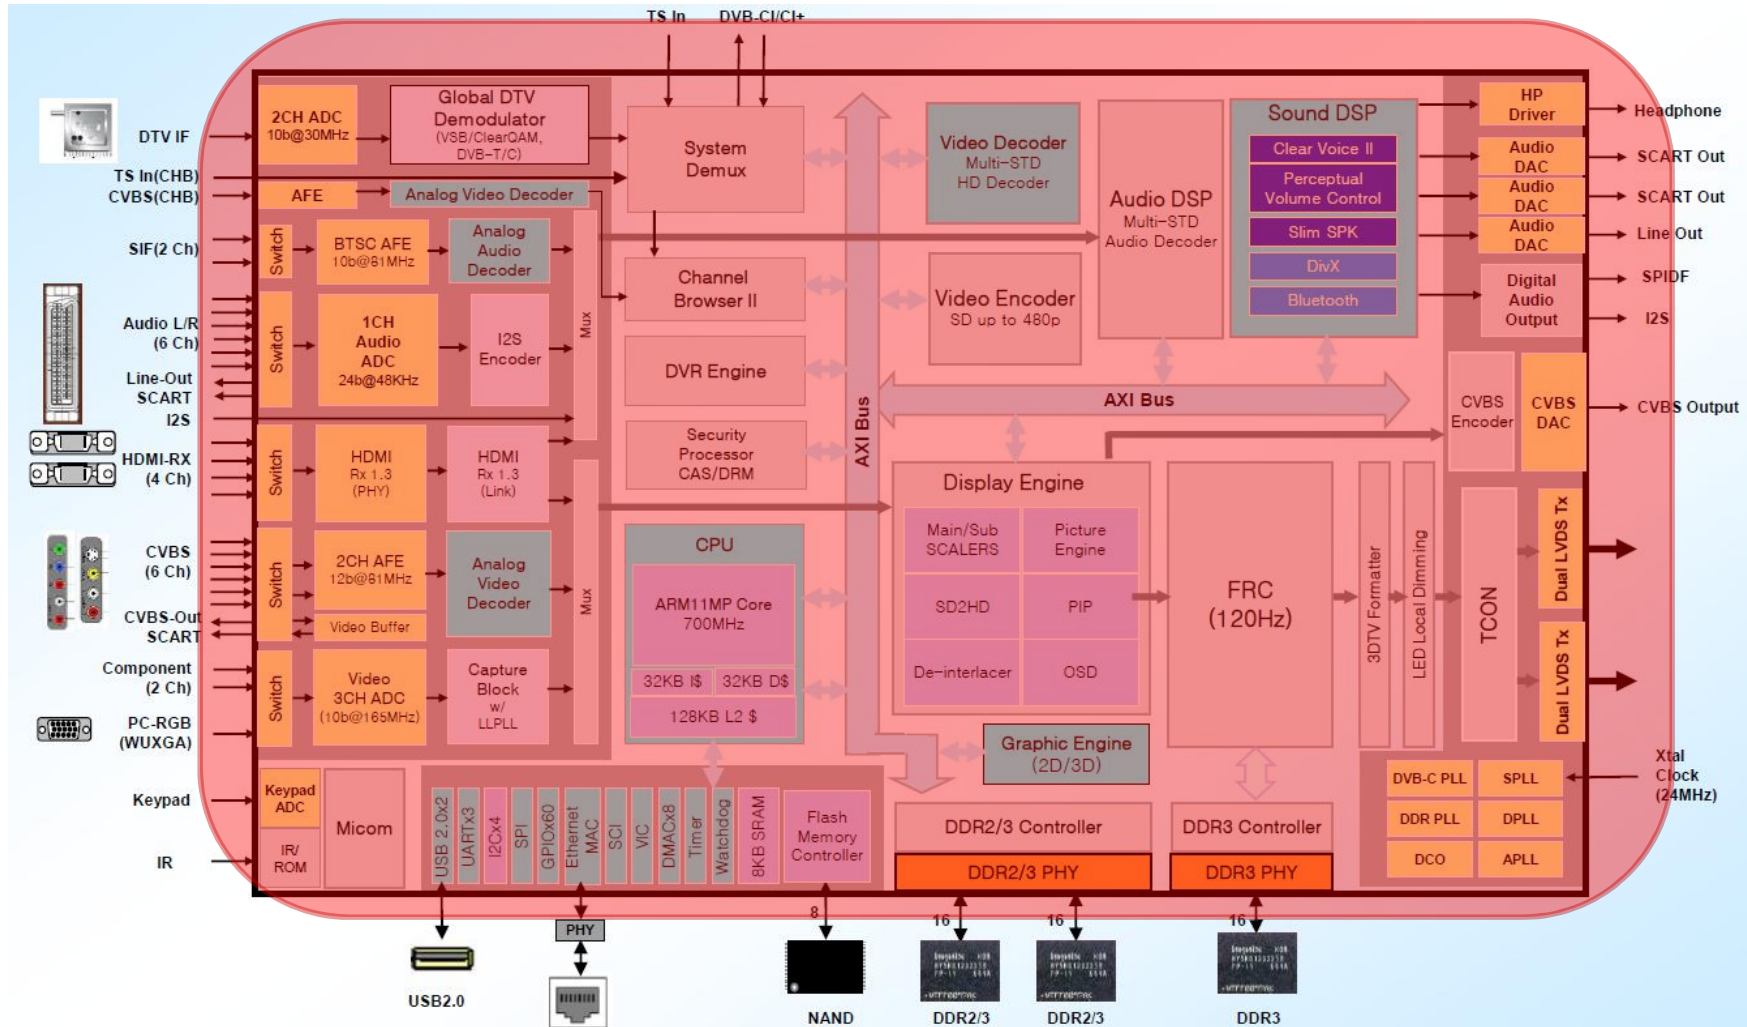 TS In
DVB-CI/CI+
DTV IF
TS In(CHB)
CVBS(CHB)
SIF(2 Ch)
Audio L/R
(6 Ch)
Line-Out
SCART
I2S
HDMI-RX
(4 Ch)
CVBS
(6 Ch)
CVBS-Out
SCART
Component
(2 Ch)
PC-RGB
(WUXGA)
Keypad
IR
2CH ADC
10b@30MHz
Global DTV
Demodulator
(VSB/ClearQAM,
DVB-T/C)
AFE
Analog Video Decoder
Switch
BTSC AFE
10b@81MHz
Analog
Audio
Decoder
Switch
1CH
Audio
ADC
24b@48KHz
I2S
Encoder
Mux
Switch
HDMI
Rx 1.3
(PHY)
HDMI
Rx 1.3
(Link)
Switch
2CH AFE
12b@81MHz
Video Buffer
Analog
Video
Decoder
Mux
Switch
Video
3CH ADC
(10b@165MHz)
Capture
Block
w/
LLPLL
Keypad
ADC
IR/
ROM
Micom
System
Demux
Channel
Browser II
DVR Engine
Security
Processor
CAS/DRM
CPU
ARM11MP Core
700MHz
32KB I$
32KB D$
128KB L2 $
AXI Bus
Video Decoder
Multi-STD
HD Decoder
Video Encoder
SD up to 480p
Audio DSP
Multi-STD
Audio Decoder
Sound DSP
Clear Voice II
Perceptual
Volume Control
Slim SPK
DivX
Bluetooth
AXI Bus
Display Engine
Main/Sub
SCALERS
Picture
Engine
SD2HD
PIP
De-interlacer
OSD
Graphic Engine
(2D/3D)
FRC
(120Hz)
3DTV Formatter
LED Local Dimming
TCON
Dual LVDS Tx
Dual LVDS Tx
HP
Driver
Audio
DAC
Audio
DAC
Audio
DAC
Digital
Audio
Output
CVBS
Encoder
CVBS
DAC
Headphone
SCART Out
SCART Out
Line Out
SPIDF
I2S
CVBS Output
Xtal
Clock
(24MHz)
DVB-C PLL
SPLL
DDR PLL
DPLL
DCO
APLL
USB 2.0x2
UARTx3
I2Cx4
SPI
GPIOx60
Ethernet
MAC
SCI
VIC
DMACx8
Timer
Watchdog
8KB SRAM
Flash
Memory
Controller
DDR2/3 Controller
DDR2/3 PHY
DDR3 Controller
DDR3 PHY
8
16
16
16
PHY
USB2.0
NAND
DDR2/3
DDR2/3
DDR3